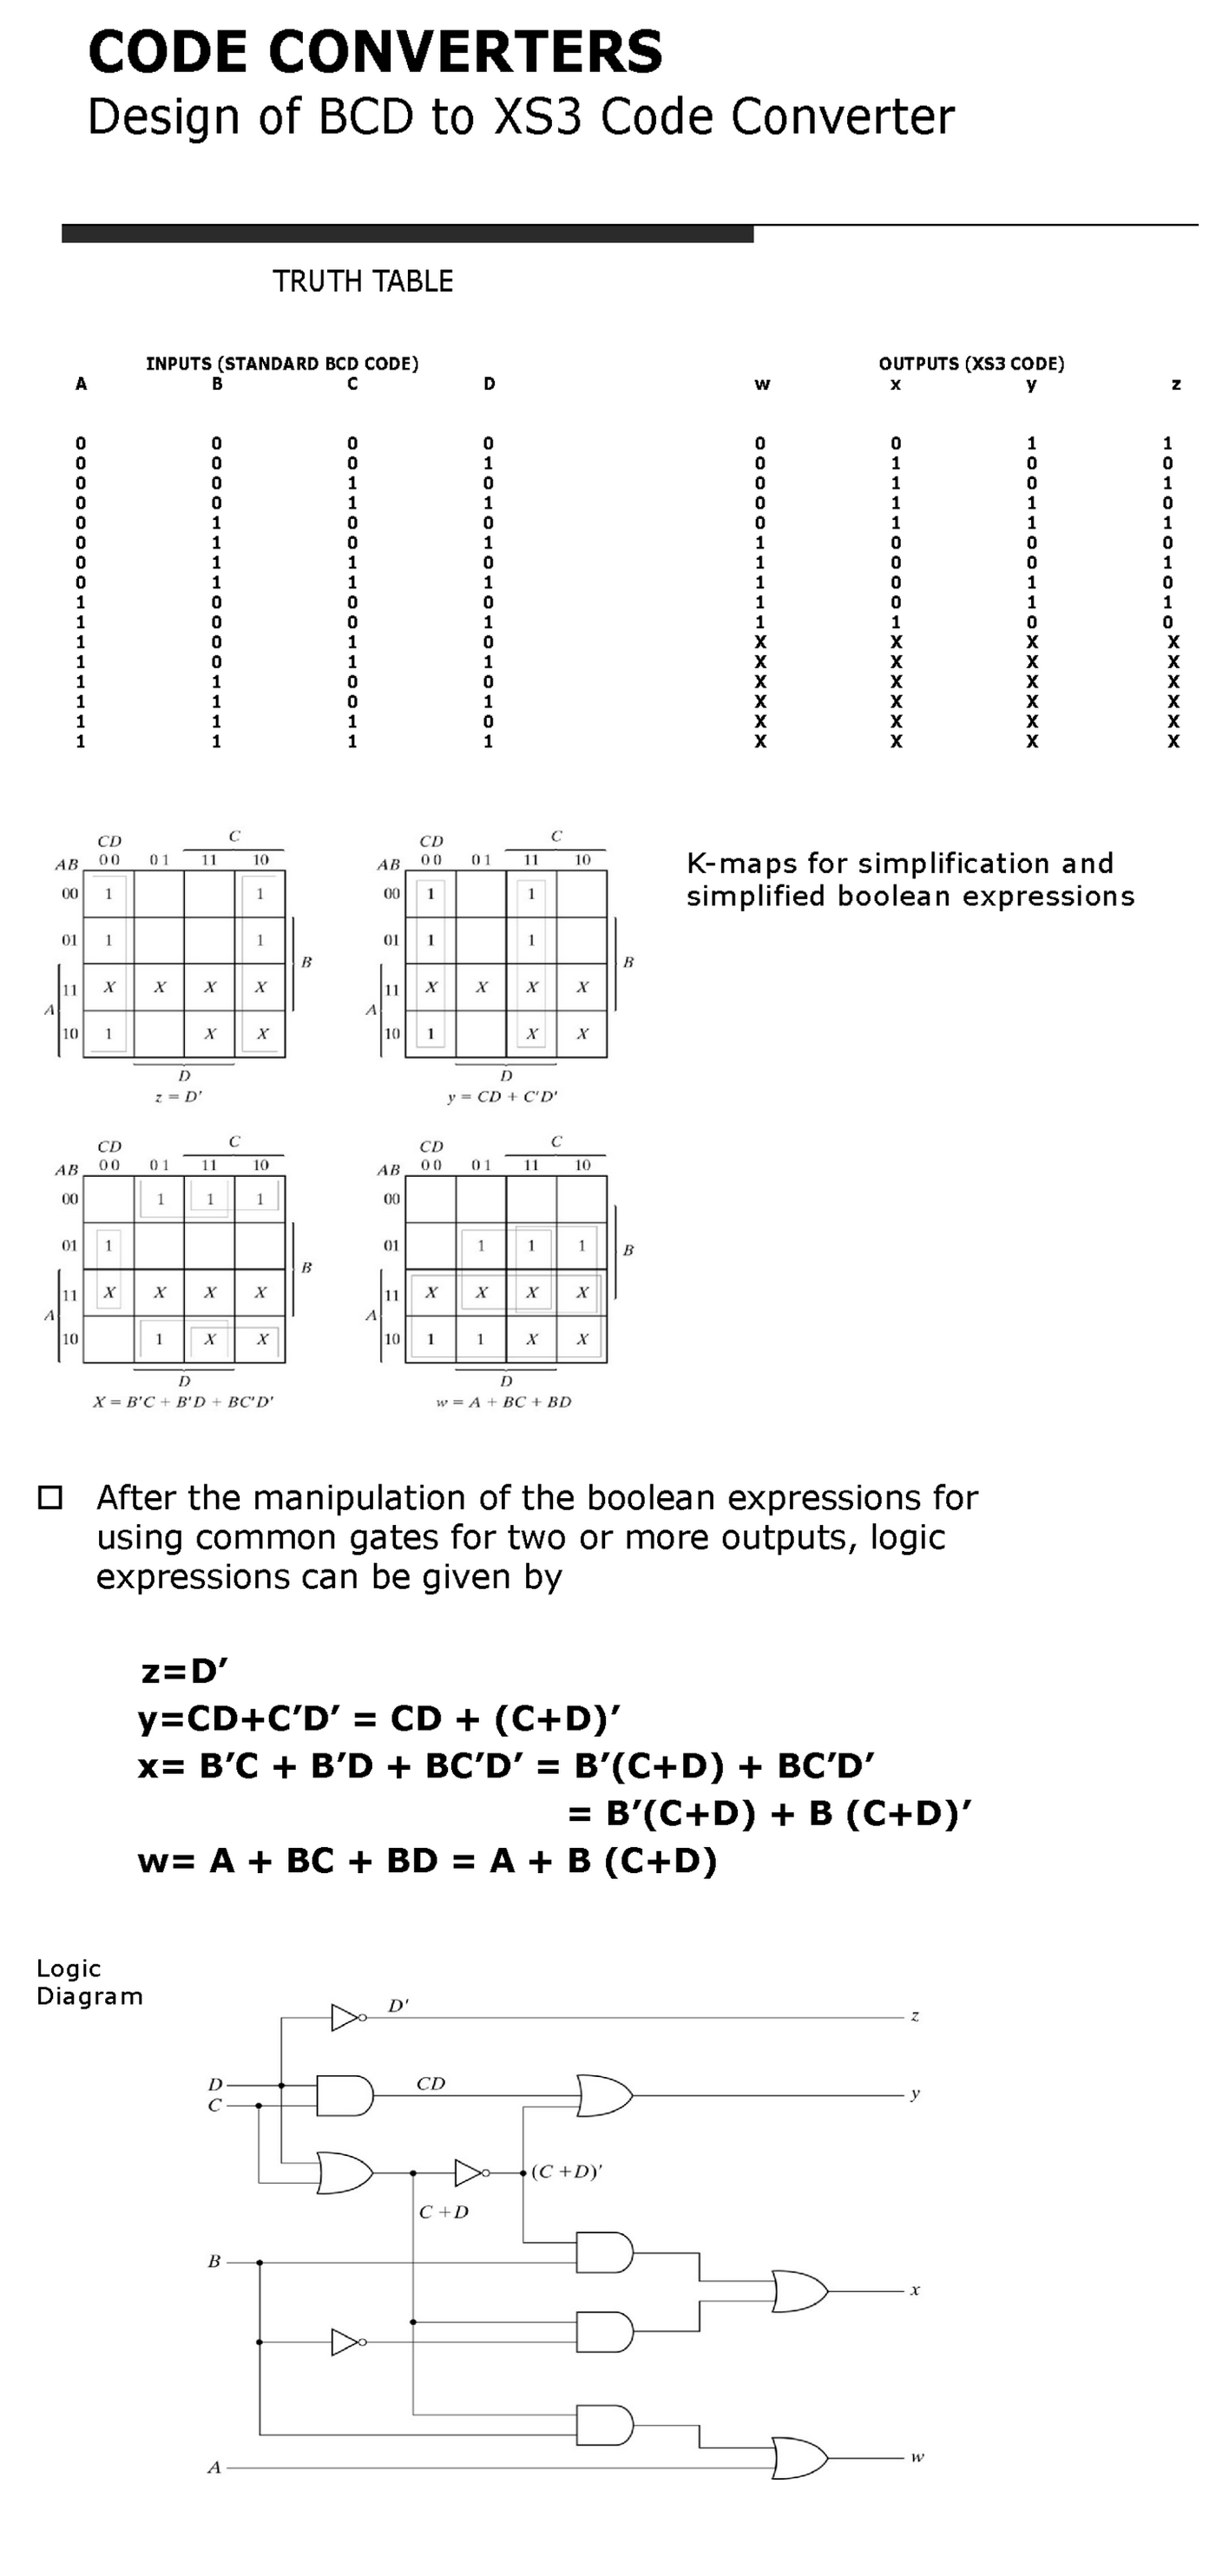 CODE CONVERTERS
Design of BCD to XS3 Code Converter
TRUTH TABLE
INPUTS (STANDARD BCD CODE) OUTPUTS (XS3 CODE)
A B C D w x y z
0 0 0 0 0 0 1 1
0 0 0 1 0 1 0 0
0 0 1 0 0 1 0 1
0 0 1 1 0 1 1 0
0 1 0 0 0 1 1 1
0 1 0 1 1 0 0 0
0 1 1 0 1 0 0 1
0 1 1 1 1 0 1 0
1 0 0 0 1 0 1 1
1 0 0 1 1 1 0 0
1 0 1 0 X X X X
1 0 1 1 X X X X
1 1 0 0 X X X X
1 1 0 1 X X X X
1 1 1 0 X X X X
1 1 1 1 X X X X
CD C
AB 00 01 11 10
00 1 1
01 1 1
B
11 X X X X
A
10 1 X X
D
z = D'
CD C
AB 00 01 11 10
00 1 1
01 1 1
B
11 X X X X
A
10 1 X X
D
y = CD + C'D'
K-maps for simplification and
simplified boolean expressions
CD C
AB 00 01 11 10
00 1 1 1
01 1
B
11 X X X X
A
10 1 X X
D
X = B'C + B'D + BC'D'
CD C
AB 00 01 11 10
00
01 1 1 1
B
11 X X X X
A
10 1 1 X X
D
w = A + BC + BD
After the manipulation of the boolean expressions for
using common gates for two or more outputs, logic
expressions can be given by
z=D’
y=CD+C’D’ = CD + (C+D)’
x= B’C + B’D + BC’D’ = B’(C+D) + BC’D’
= B’(C+D) + B (C+D)’
w= A + BC + BD = A + B (C+D)
Logic
Diagram
D' z
D CD
C y
(C +D)'
C +D
B
x
w
A